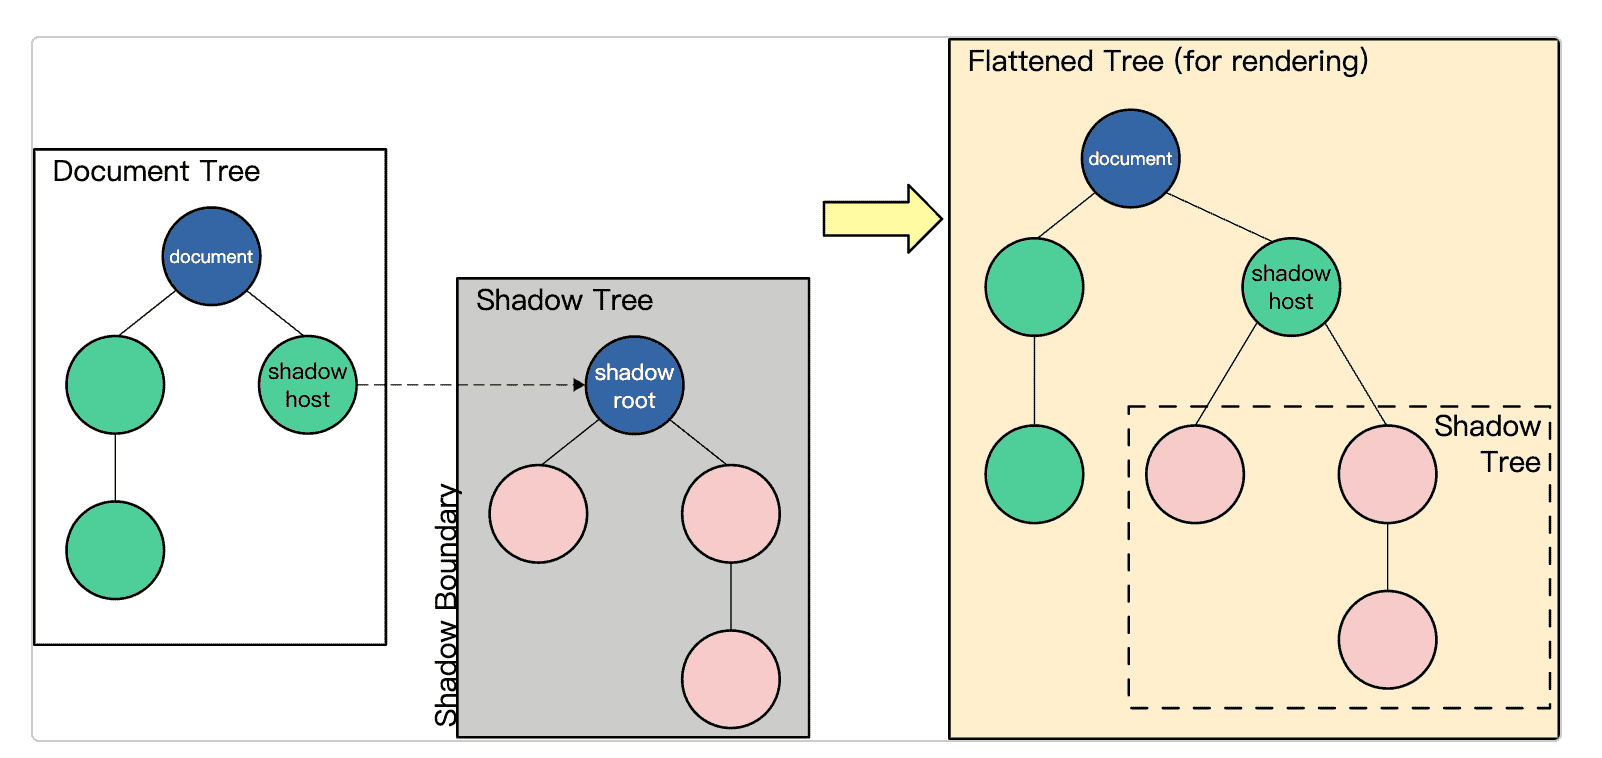 Document Tree
document
shadow
host
Shadow Tree
shadow
root
Shadow Boundary
Flattened Tree (for rendering)
document
shadow
host
Shadow
Tree